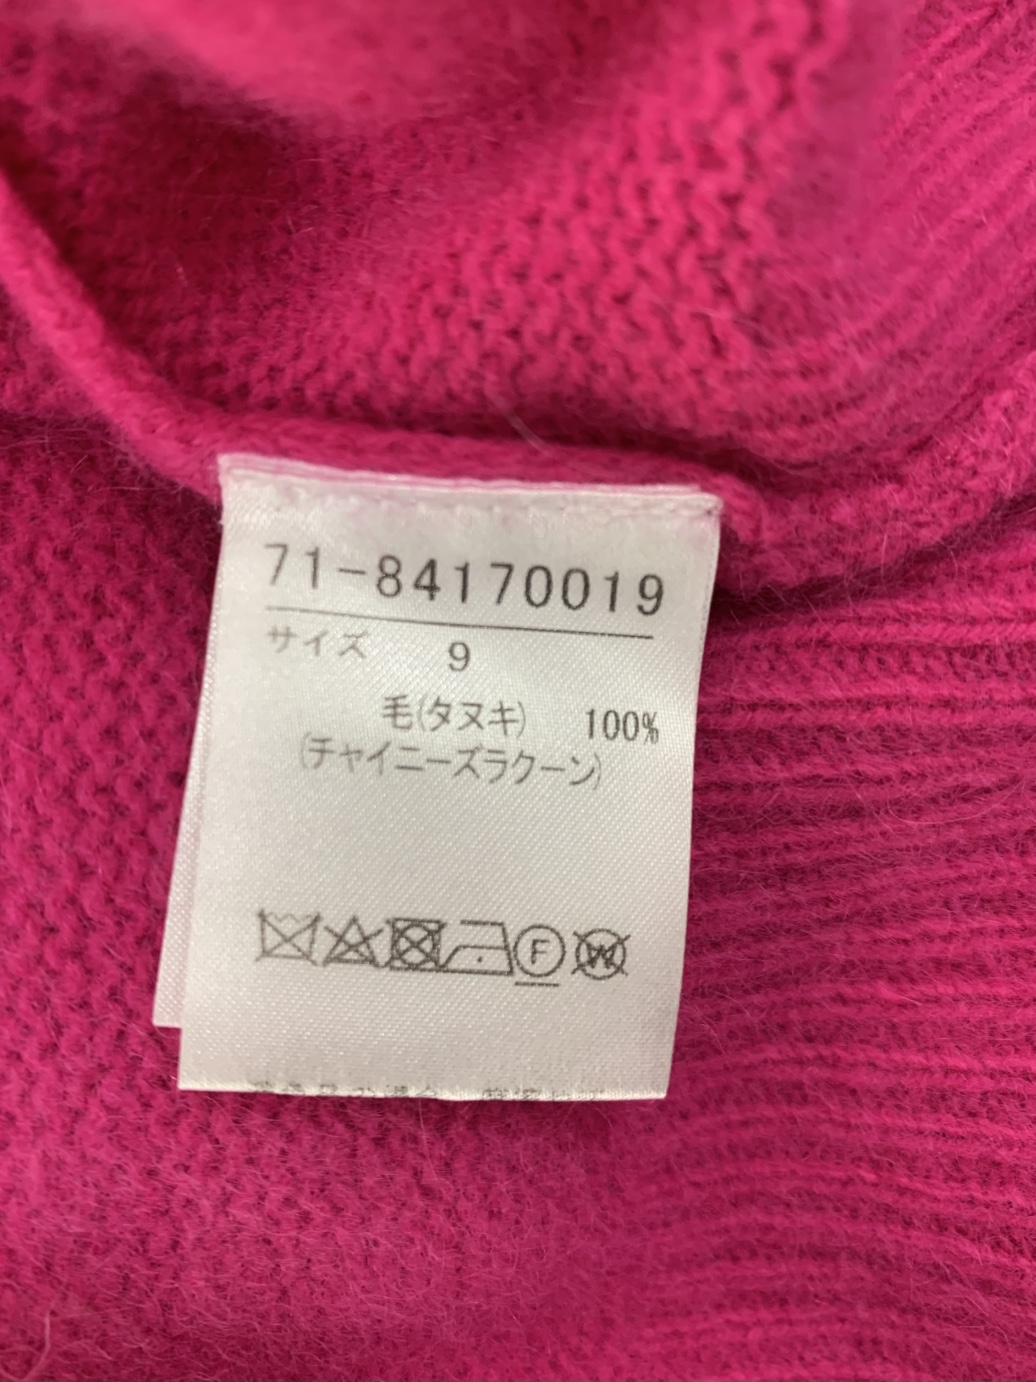 71-84170019
サイズ 9
毛(タヌキ) 100%
(チャイニーズラクーン)
F W